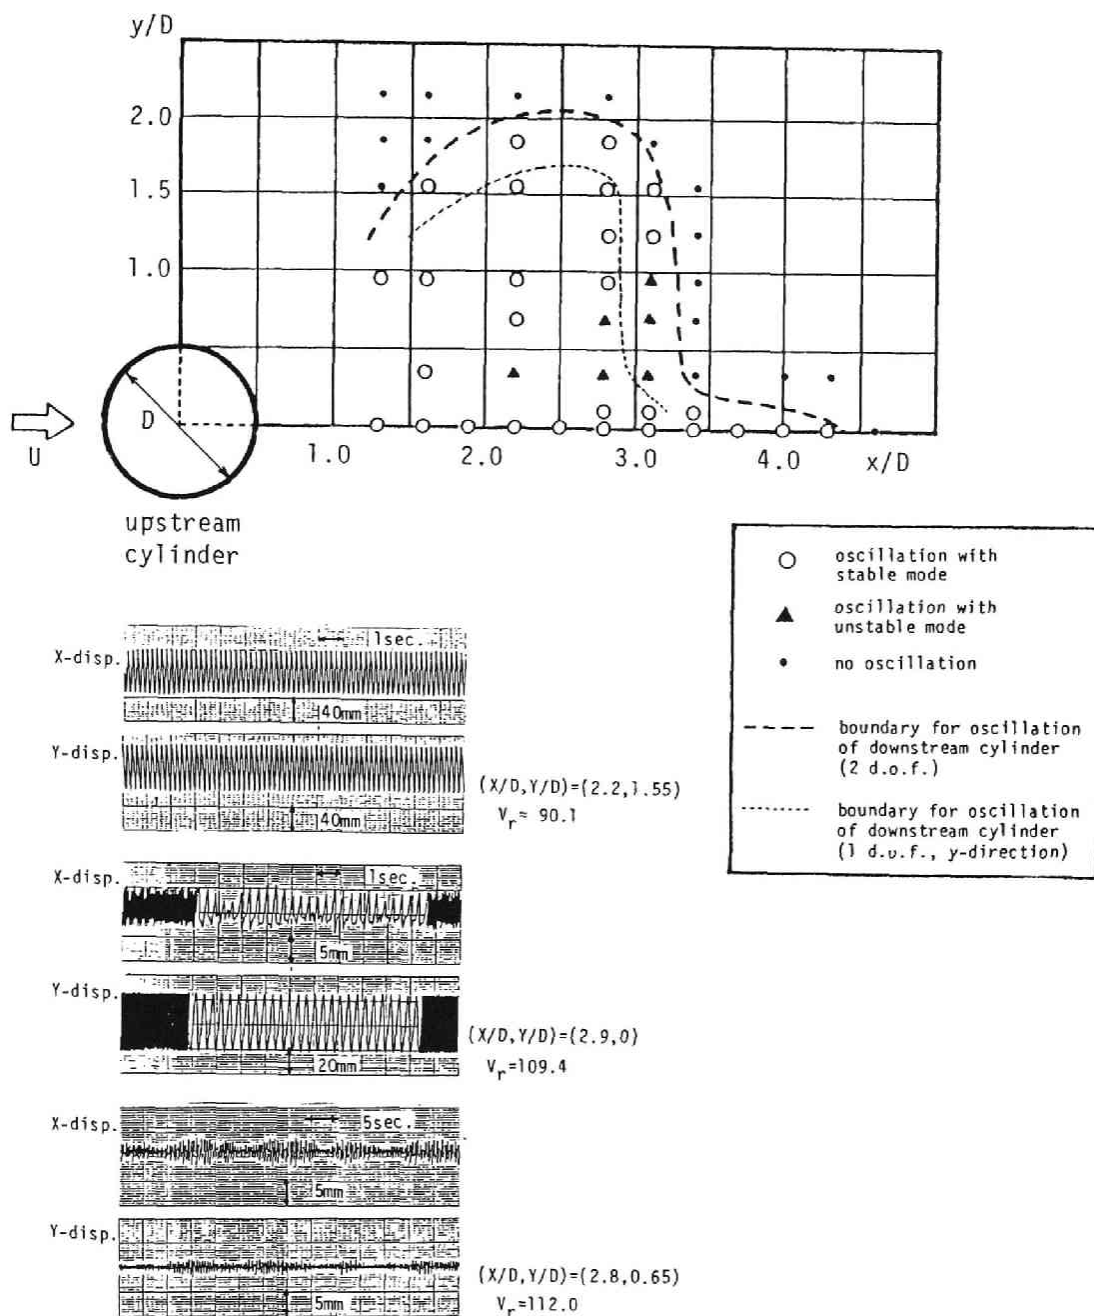 y/D
2.0
1.5
1.0
D
U
1.0
2.0
3.0
4.0
x/D
upstream
cylinder
oscillation with
stable mode
oscillation with
unstable mode
no oscillation
boundary for oscillation
of downstream cylinder
(2 d.o.f.)
boundary for oscillation
of downstream cylinder
(1 d.o.f., y-direction)
X-disp.
1sec.
40mm
Y-disp.
40mm
(X/D,Y/D)=(2.2,1.55)
Vr= 90.1
X-disp.
1sec.
5mm
Y-disp.
20mm
(X/D,Y/D)=(2.9,0)
Vr=109.4
X-disp.
5sec.
5mm
Y-disp.
5mm
(X/D,Y/D)=(2.8,0.65)
Vr=112.0